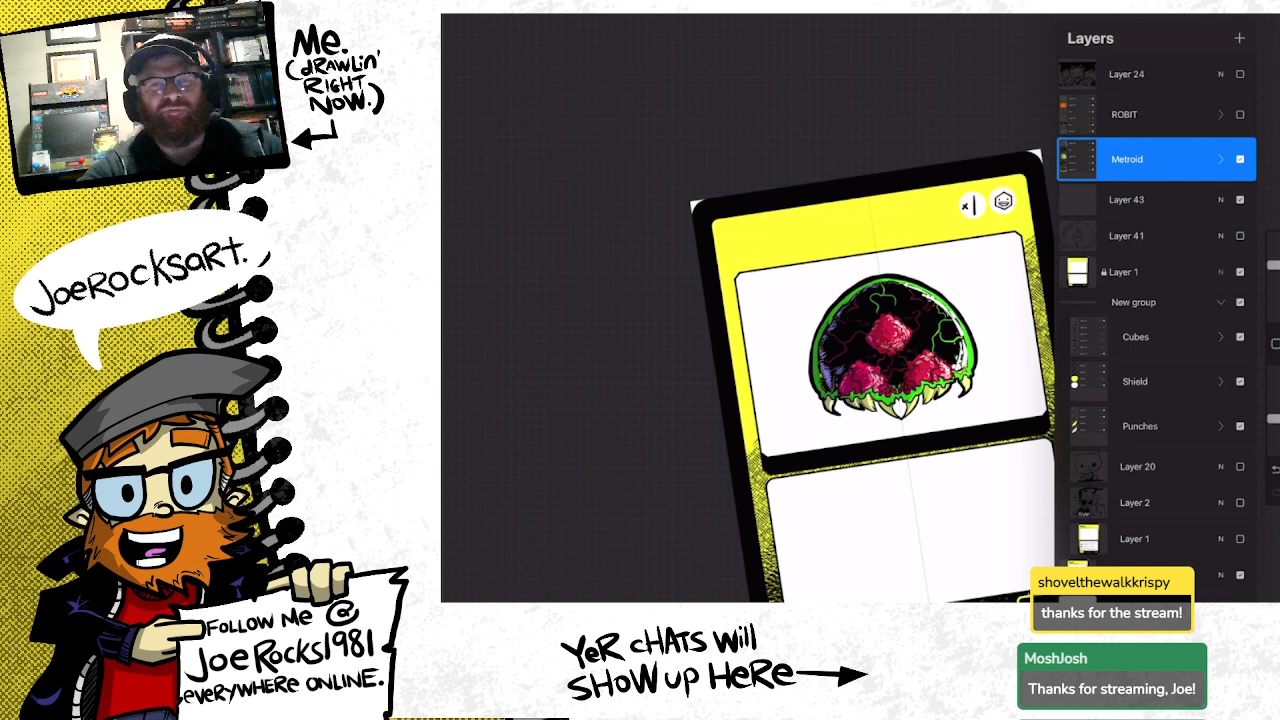 Me.
(drawlin'
right
now.)
JoeRocksart.
Follow me @
JoeRocks1981
everywhere online.
x1
Layers +
Layer 24 N
ROBIT
Metroid
Layer 43 N
Layer 41 N
Layer 1 N
New group
Cubes
Shield
Punches
Layer 20 N
Layer 2 N
Layer 1 N
N
Yer chats will
show up here
shovelthewalkkrispy
thanks for the stream!
MoshJosh
Thanks for streaming, Joe!